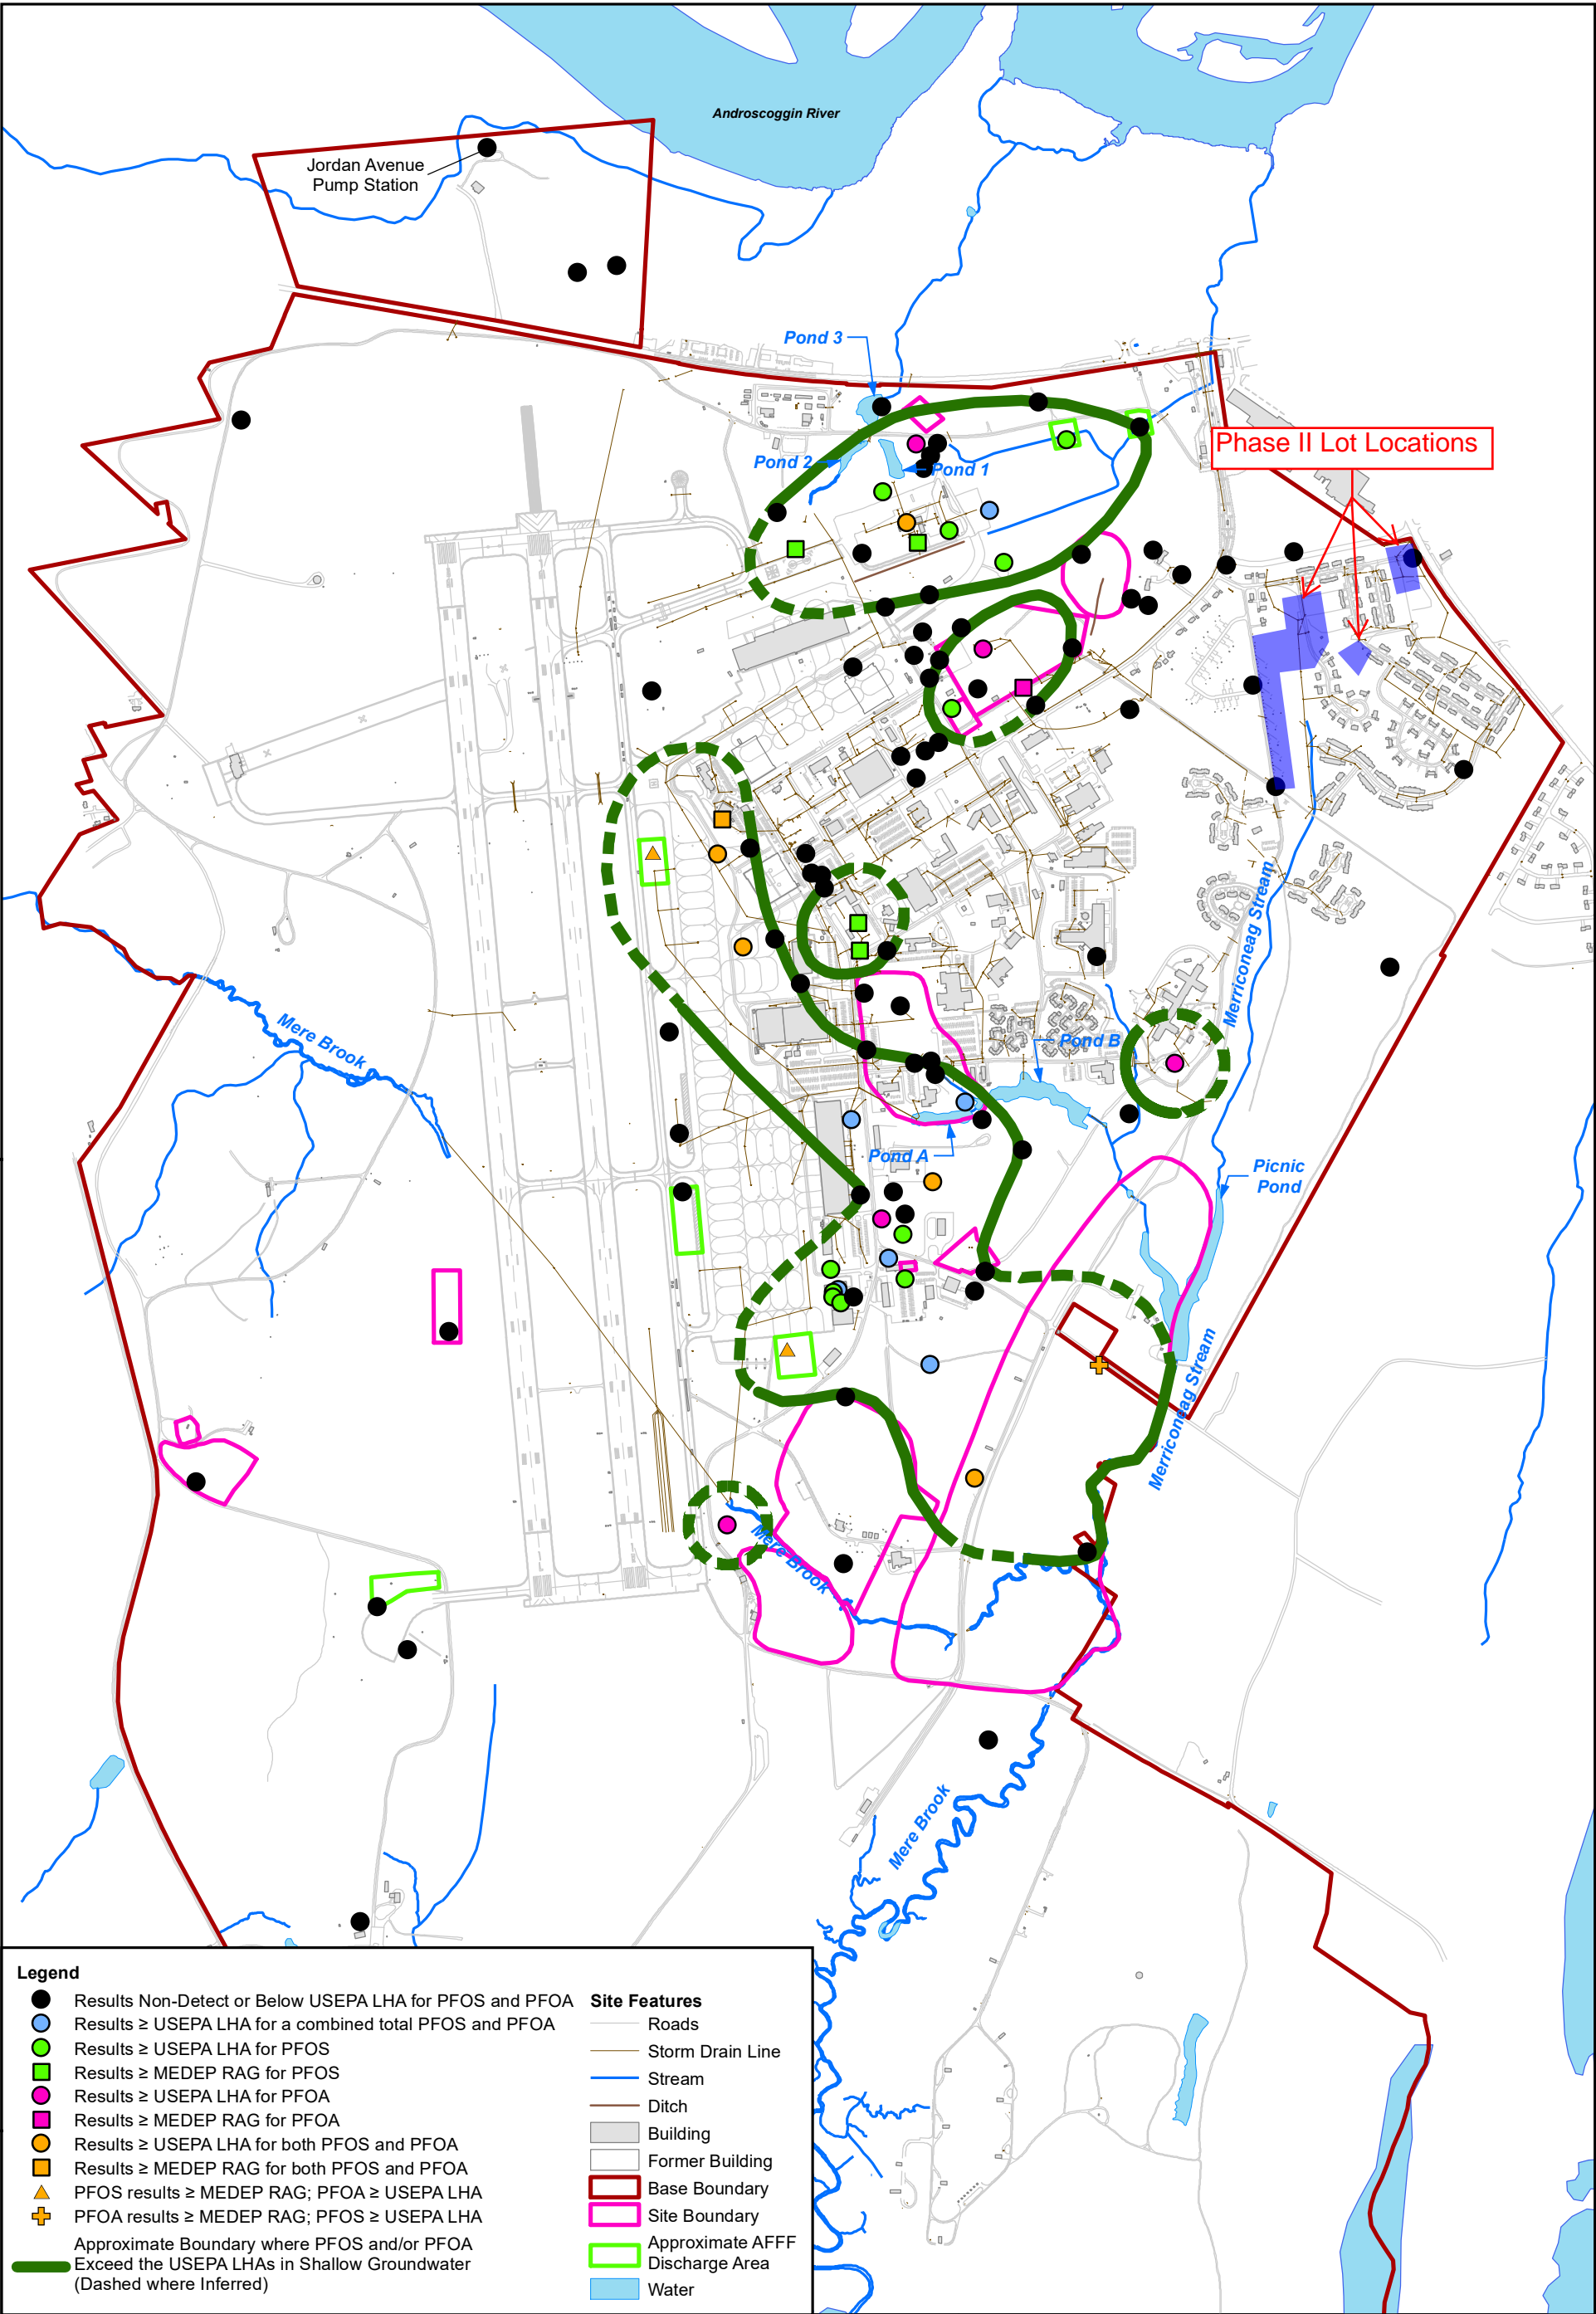 Androscoggin River
Jordan Avenue
Pump Station
Pond 3
Phase II Lot Locations
Pond 2
Pond 1
Merriconeag Stream
Mere Brook
Pond B
Pond A
Picnic
Pond
Merriconeag Stream
Mere Brook
Mere Brook
Legend
Results Non-Detect or Below USEPA LHA for PFOS and PFOA
Results ≥ USEPA LHA for a combined total PFOS and PFOA
Results ≥ USEPA LHA for PFOS
Results ≥ MEDEP RAG for PFOS
Results ≥ USEPA LHA for PFOA
Results ≥ MEDEP RAG for PFOA
Results ≥ USEPA LHA for both PFOS and PFOA
Results ≥ MEDEP RAG for both PFOS and PFOA
PFOS results ≥ MEDEP RAG; PFOA ≥ USEPA LHA
PFOA results ≥ MEDEP RAG; PFOS ≥ USEPA LHA
Approximate Boundary where PFOS and/or PFOA
Exceed the USEPA LHAs in Shallow Groundwater
(Dashed where Inferred)
Site Features
Roads
Storm Drain Line
Stream
Ditch
Building
Former Building
Base Boundary
Site Boundary
Approximate AFFF
Discharge Area
Water